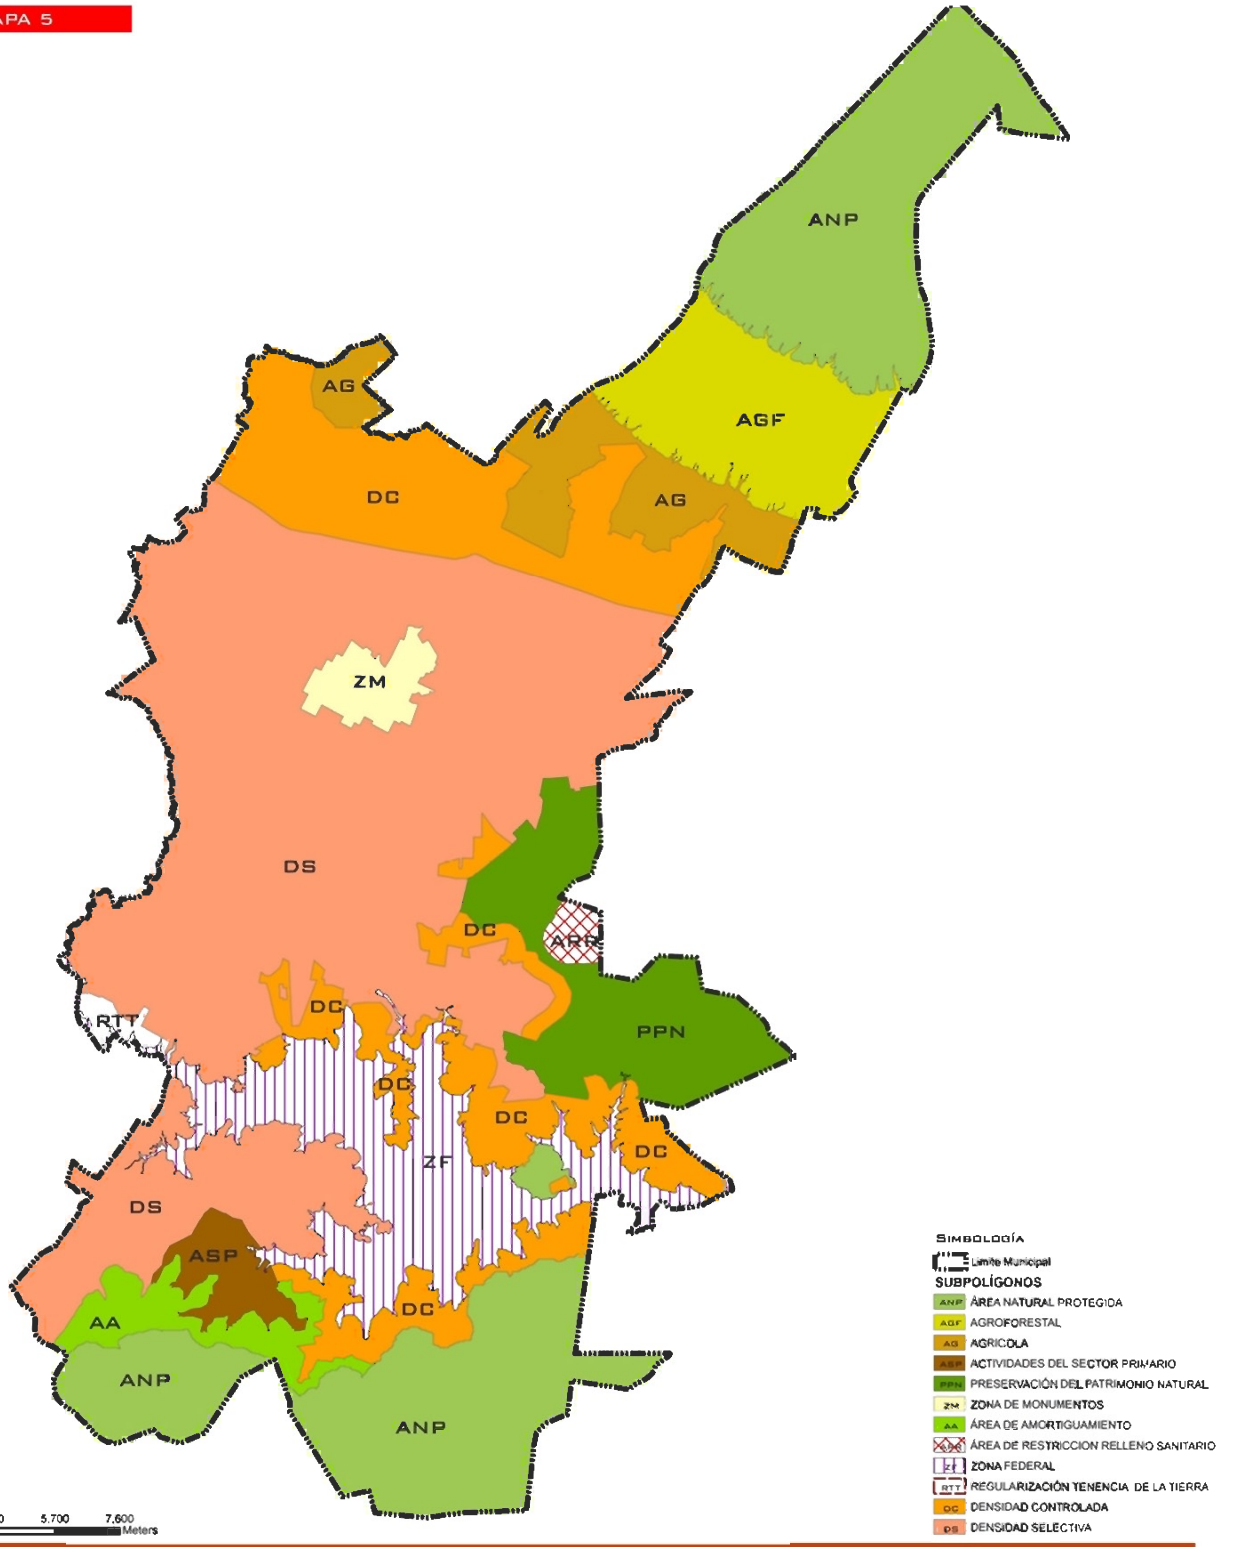 APA 5
ANP
AG
AGF
DC
AG
ZM
DS
DC
ARR
DC
RTT
PPN
DC
DC
DC
ZF
DS
ASP
DC
AA
ANP
ANP
SIMBOLOGÍA
Límite Municipal
SUBPOLÍGONOS
ANP ÁREA NATURAL PROTEGIDA
AGF AGROFORESTAL
AG AGRICOLA
ASP ACTIVIDADES DEL SECTOR PRIMARIO
PPN PRESERVACIÓN DEL PATRIMONIO NATURAL
ZM ZONA DE MONUMENTOS
AA ÁREA DE AMORTIGUAMIENTO
ARR ÁREA DE RESTRICCION RELLENO SANITARIO
ZF ZONA FEDERAL
RTT REGULARIZACIÓN TENENCIA DE LA TIERRA
DC DENSIDAD CONTROLADA
DS DENSIDAD SELECTIVA
0 5,700 7,600
Meters